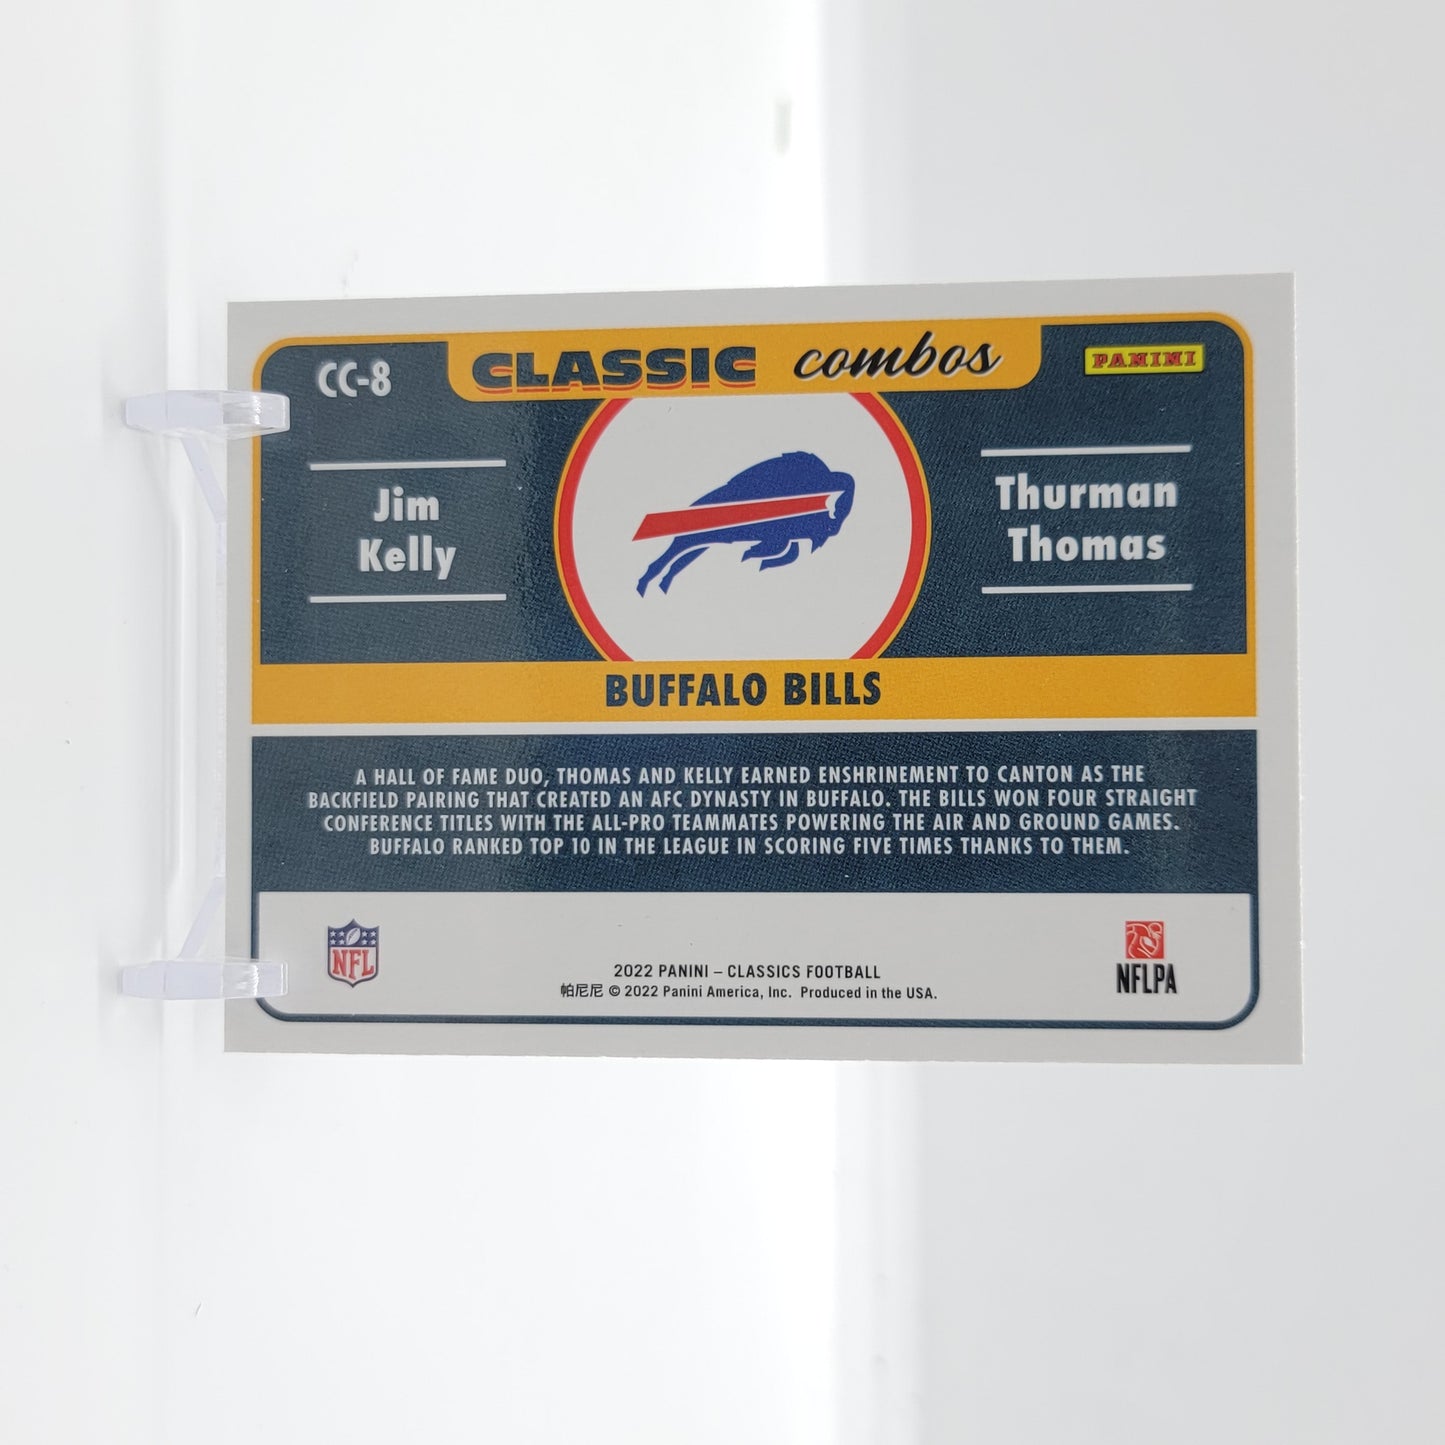 CC-8
CLASSIC combos
PANINI
Jim
Kelly
Thurman
Thomas
BUFFALO BILLS
A HALL OF FAME DUO, THOMAS AND KELLY EARNED ENSHRINEMENT TO CANTON AS THE
BACKFIELD PAIRING THAT CREATED AN AFC DYNASTY IN BUFFALO. THE BILLS WON FOUR STRAIGHT
CONFERENCE TITLES WITH THE ALL-PRO TEAMMATES POWERING THE AIR AND GROUND GAMES.
BUFFALO RANKED TOP 10 IN THE LEAGUE IN SCORING FIVE TIMES THANKS TO THEM.
NFL
2022 PANINI – CLASSICS FOOTBALL
帕尼尼 © 2022 Panini America, Inc. Produced in the USA.
NFLPA